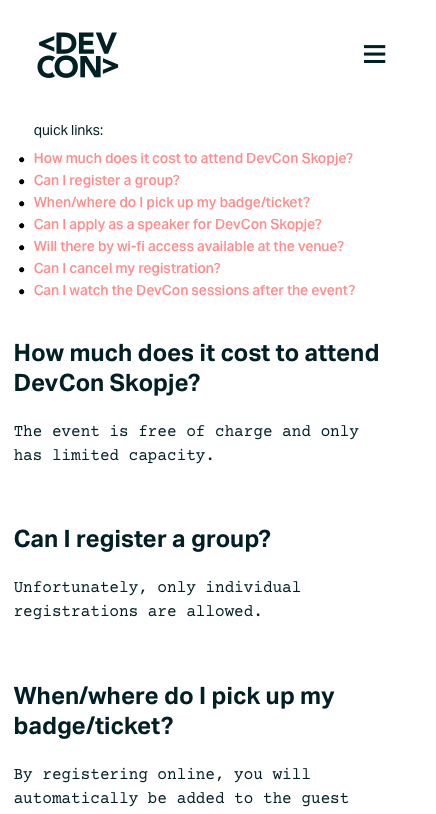 <DEV
CON>
quick links:
How much does it cost to attend DevCon Skopje?
Can I register a group?
When/where do I pick up my badge/ticket?
Can I apply as a speaker for DevCon Skopje?
Will there by wi-fi access available at the venue?
Can I cancel my registration?
Can I watch the DevCon sessions after the event?
How much does it cost to attend
DevCon Skopje?
The event is free of charge and only
has limited capacity.
Can I register a group?
Unfortunately, only individual
registrations are allowed.
When/where do I pick up my
badge/ticket?
By registering online, you will
automatically be added to the guest